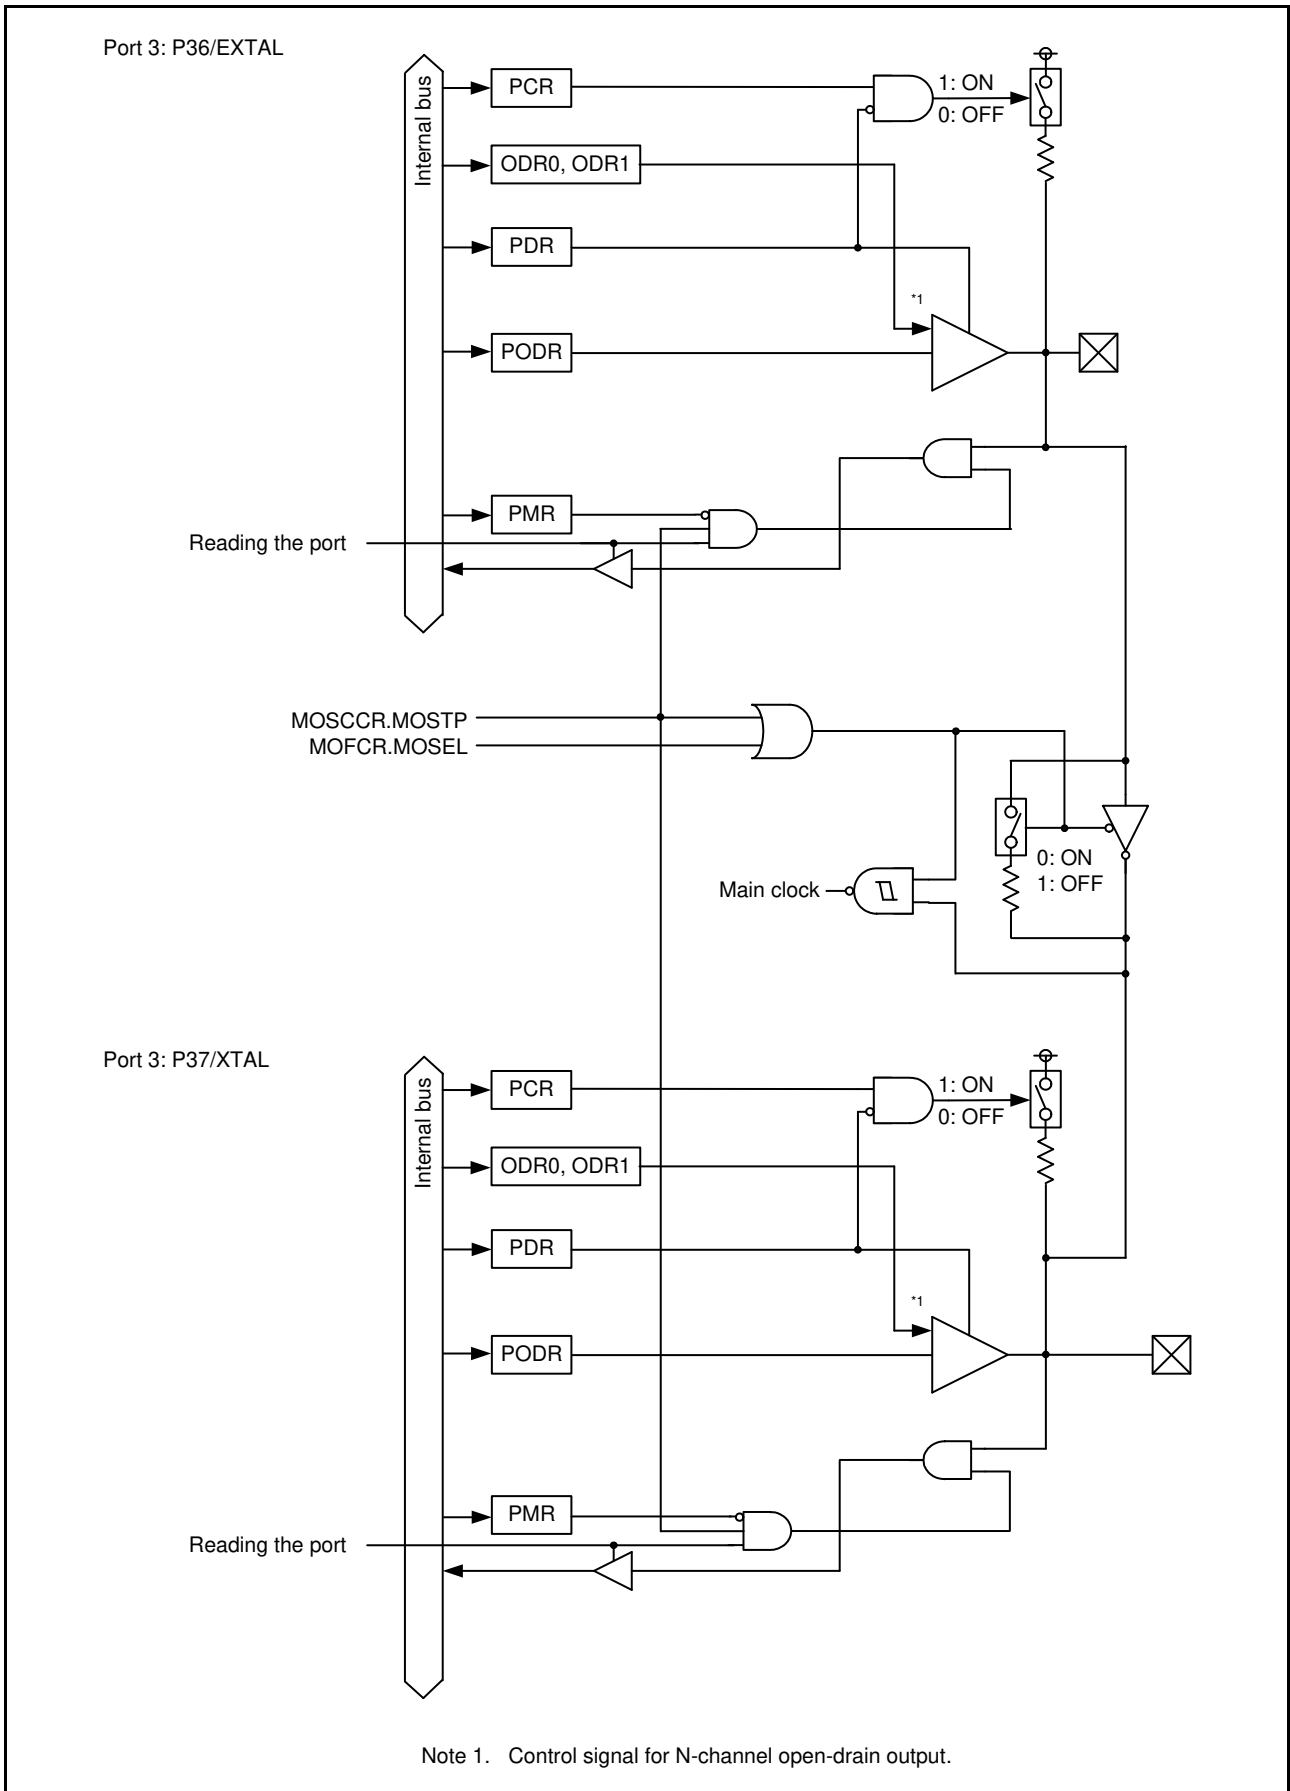 Port 3: P36/EXTAL
Internal bus
PCR
1: ON
0: OFF
ODR0, ODR1
PDR
*1
PODR
PMR
Reading the port
MOSCCR.MOSTP
MOFCR.MOSEL
0: ON
1: OFF
Main clock
Port 3: P37/XTAL
Internal bus
PCR
1: ON
0: OFF
ODR0, ODR1
PDR
*1
PODR
PMR
Reading the port
Note 1. Control signal for N-channel open-drain output.